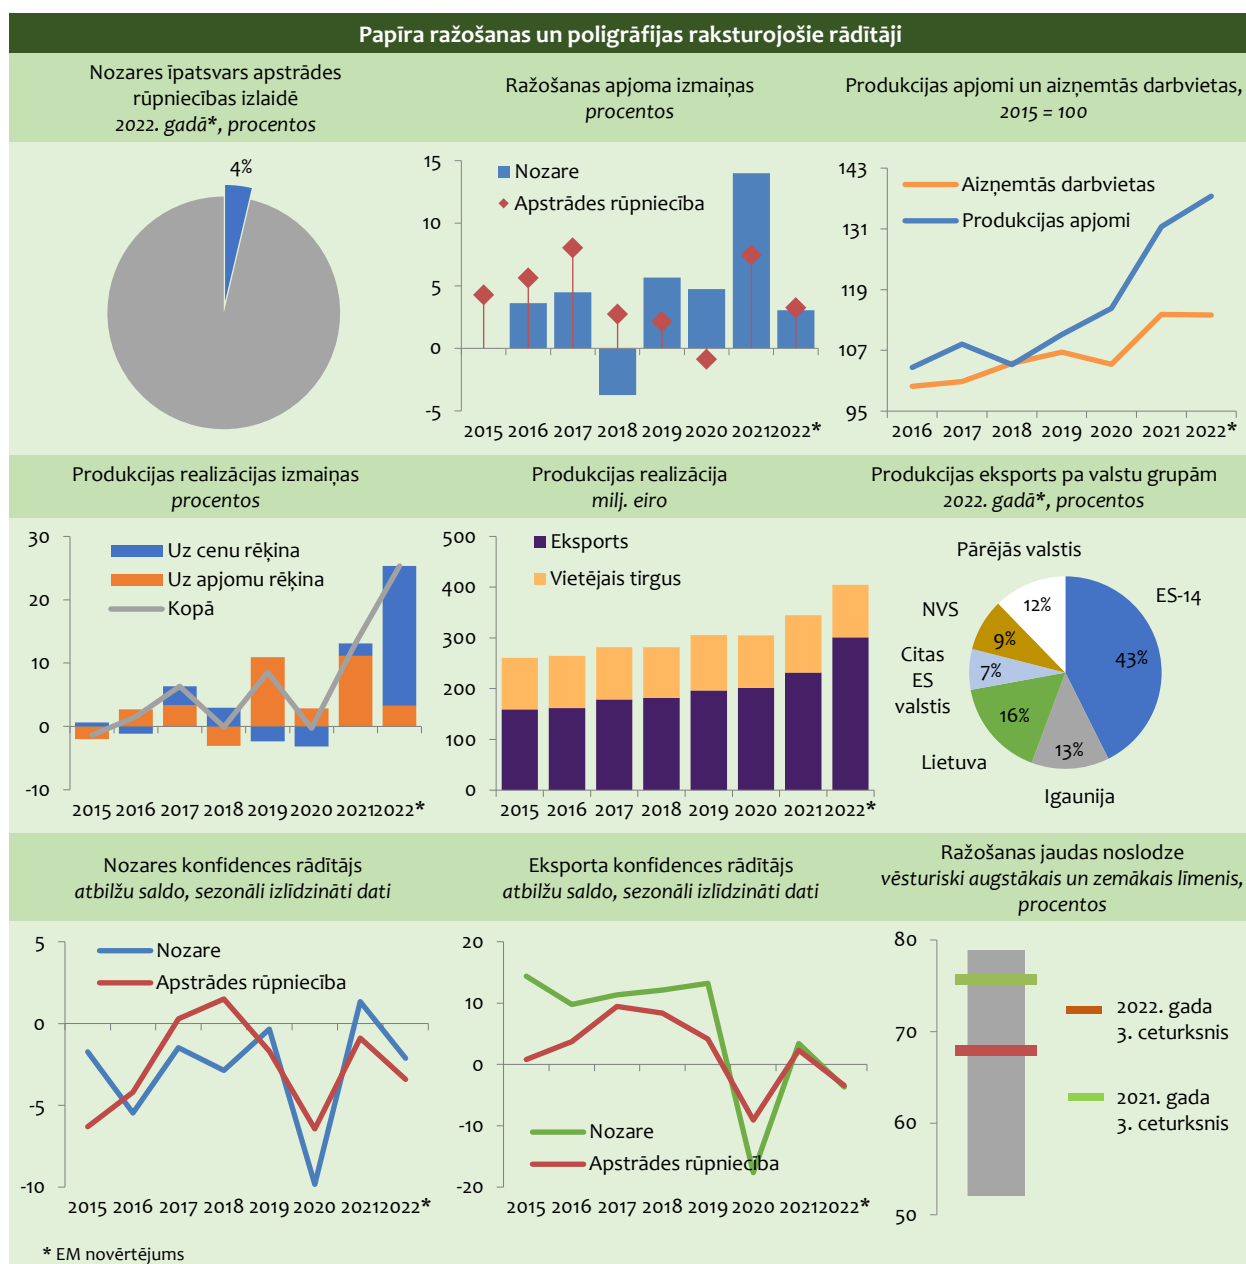 Papīra ražošanas un poligrāfijas raksturojošie rādītāji
Nozares īpatsvars apstrādes
rūpniecības izlaidē
2022. gadā*, procentos
4%
Ražošanas apjoma izmaiņas
procentos
15
10
5
0
-5
Nozare
Apstrādes rūpniecība
2015 2016 2017 2018 2019 2020 2021 2022*
Produkcijas apjomi un aizņemtās darbvietas,
2015 = 100
143
131
119
107
95
Aizņemtās darbvietas
Produkcijas apjomi
2016 2017 2018 2019 2020 2021 2022*
Produkcijas realizācijas izmaiņas
procentos
30
20
10
0
-10
Uz cenu rēķina
Uz apjomu rēķina
Kopā
2015 2016 2017 2018 2019 2020 2021 2022*
Produkcijas realizācija
milj. eiro
500
400
300
200
100
0
Eksports
Vietējais tirgus
2015 2016 2017 2018 2019 2020 2021 2022*
Produkcijas eksports pa valstu grupām
2022. gadā*, procentos
Pārējās valstis
12%
ES-14
43%
NVS
9%
Citas
ES
valstis
7%
Lietuva
16%
Igaunija
13%
Nozares konfidences rādītājs
atbilžu saldo, sezonāli izlīdzināti dati
5
0
-5
-10
Nozare
Apstrādes rūpniecība
2015 2016 2017 2018 2019 2020 2021 2022*
Eksporta konfidences rādītājs
atbilžu saldo, sezonāli izlīdzināti dati
20
10
0
-10
-20
Nozare
Apstrādes rūpniecība
2015 2016 2017 2018 2019 2020 2021 2022*
Ražošanas jaudas noslodze
vēsturiski augstākais un zemākais līmenis,
procentos
80
70
60
50
2022. gada
3. ceturksnis
2021. gada
3. ceturksnis
* EM novērtējums